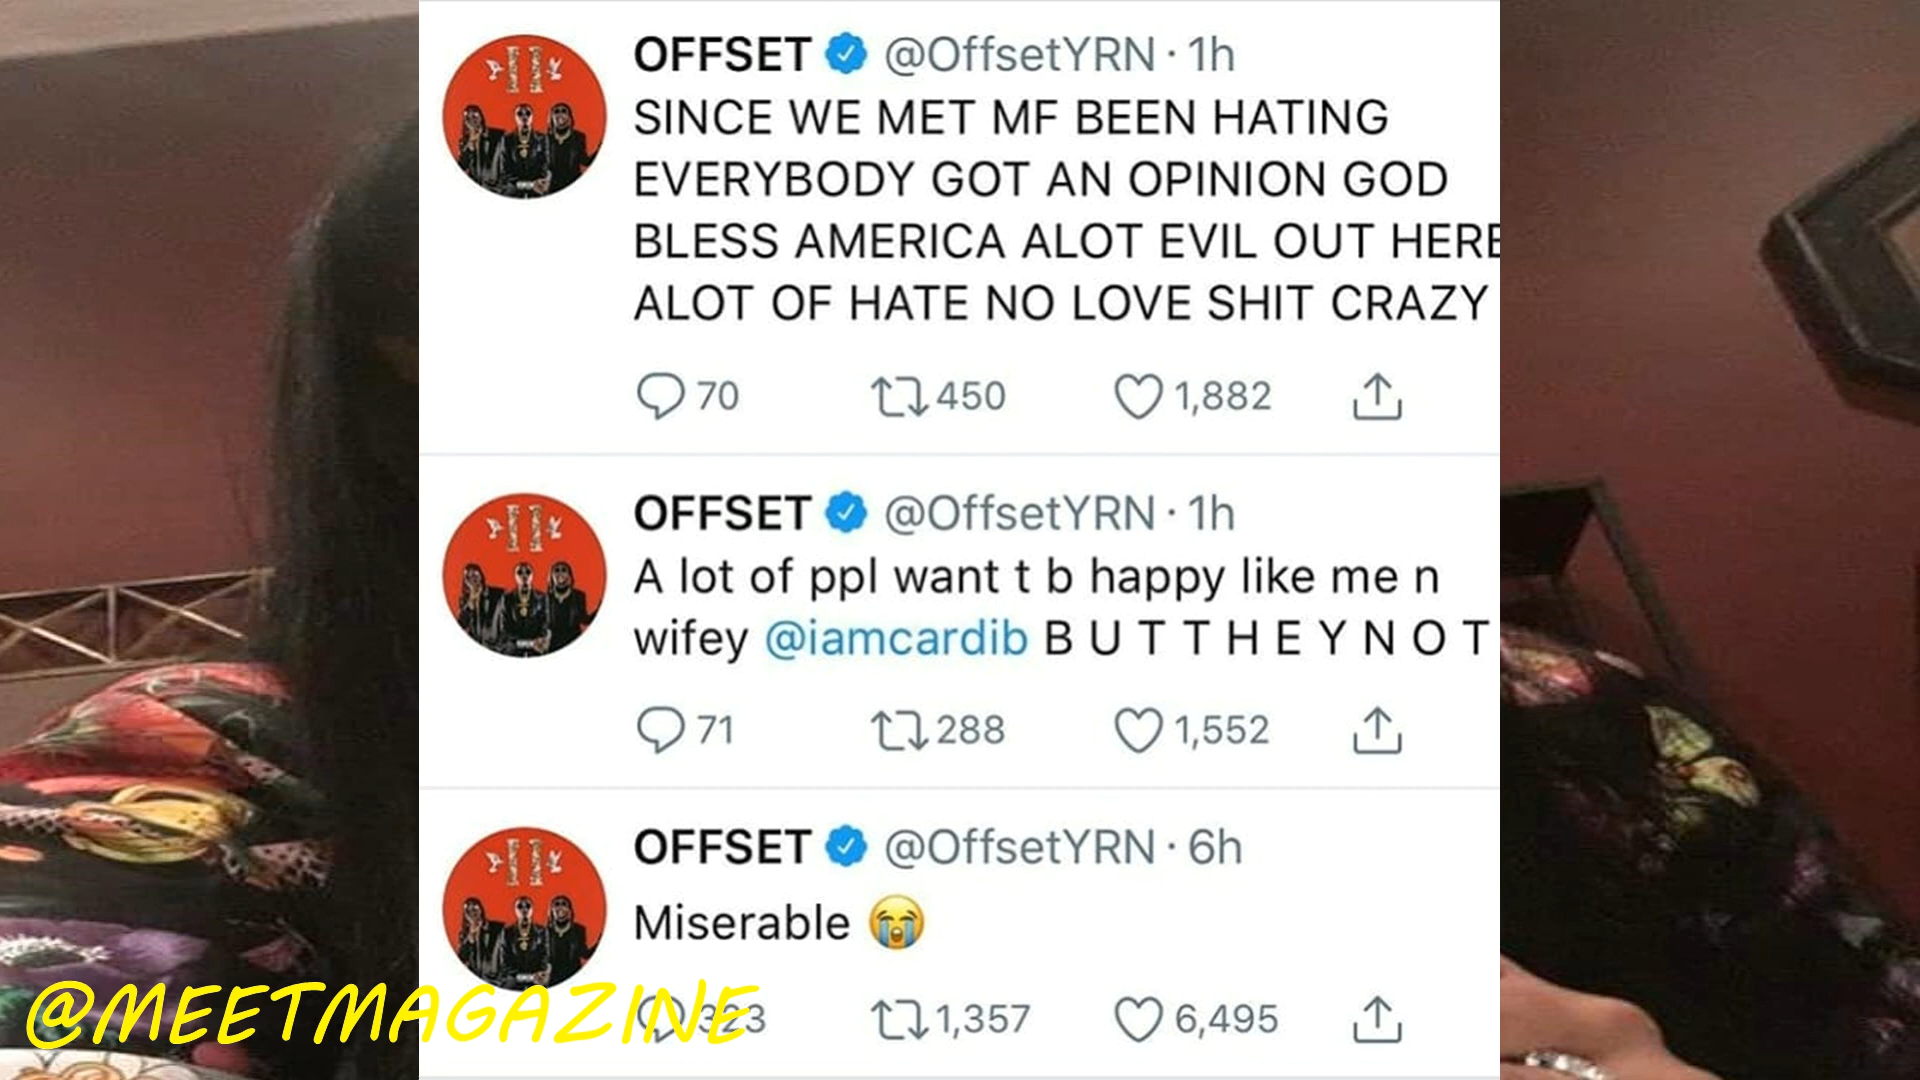 OFFSET @OffsetYRN · 1h
SINCE WE MET MF BEEN HATING
EVERYBODY GOT AN OPINION GOD
BLESS AMERICA ALOT EVIL OUT HERE
ALOT OF HATE NO LOVE SHIT CRAZY
70 450 1,882
OFFSET @OffsetYRN · 1h
A lot of ppl want t b happy like me n
wifey @iamcardib B U T T H E Y N O T
71 288 1,552
OFFSET @OffsetYRN · 6h
Miserable 😭
323 1,357 6,495
@MEETMAGAZINE